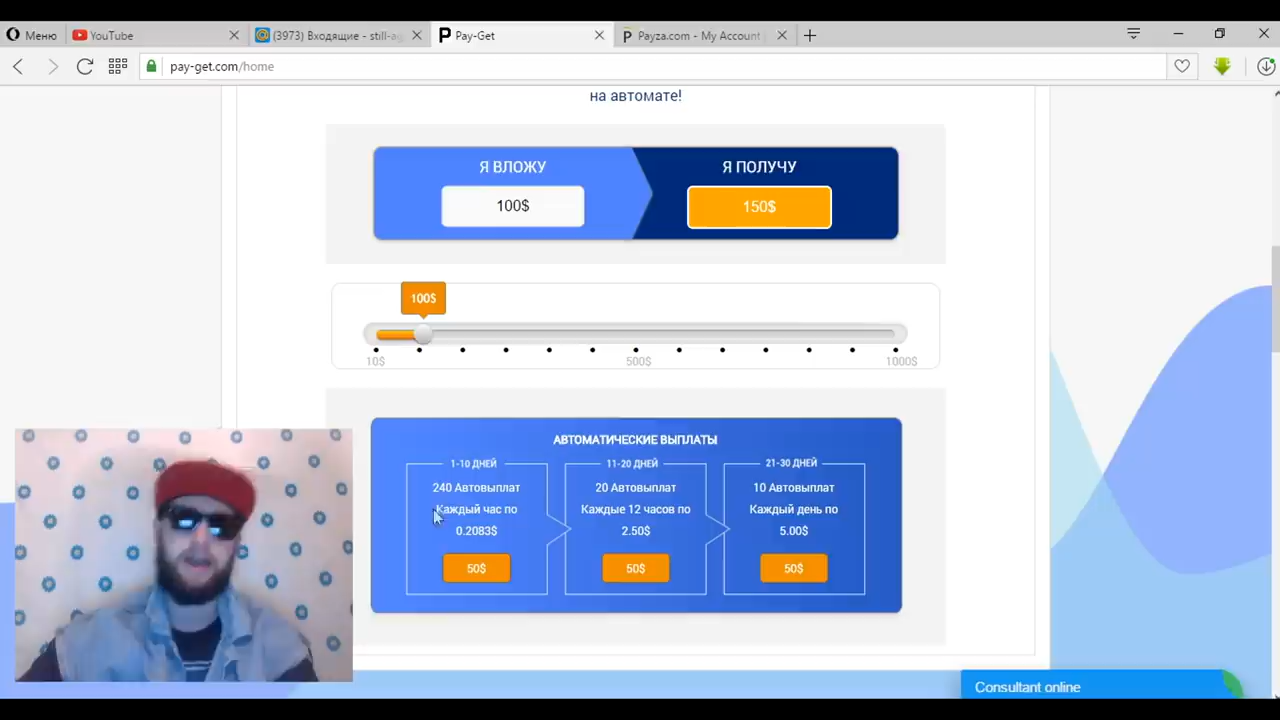 Меню
YouTube
(3973) Входящие - still-ag
Pay-Get
Payza.com - My Account
pay-get.com/home
на автомате!
Я ВЛОЖУ
Я ПОЛУЧУ
100$
150$
100$
10$
500$
1000$
АВТОМАТИЧЕСКИЕ ВЫПЛАТЫ
1-10 ДНЕЙ
11-20 ДНЕЙ
21-30 ДНЕЙ
240 Автовыплат
20 Автовыплат
10 Автовыплат
Каждый час по
Каждые 12 часов по
Каждый день по
0.2083$
2.50$
5.00$
50$
50$
50$
Consultant online